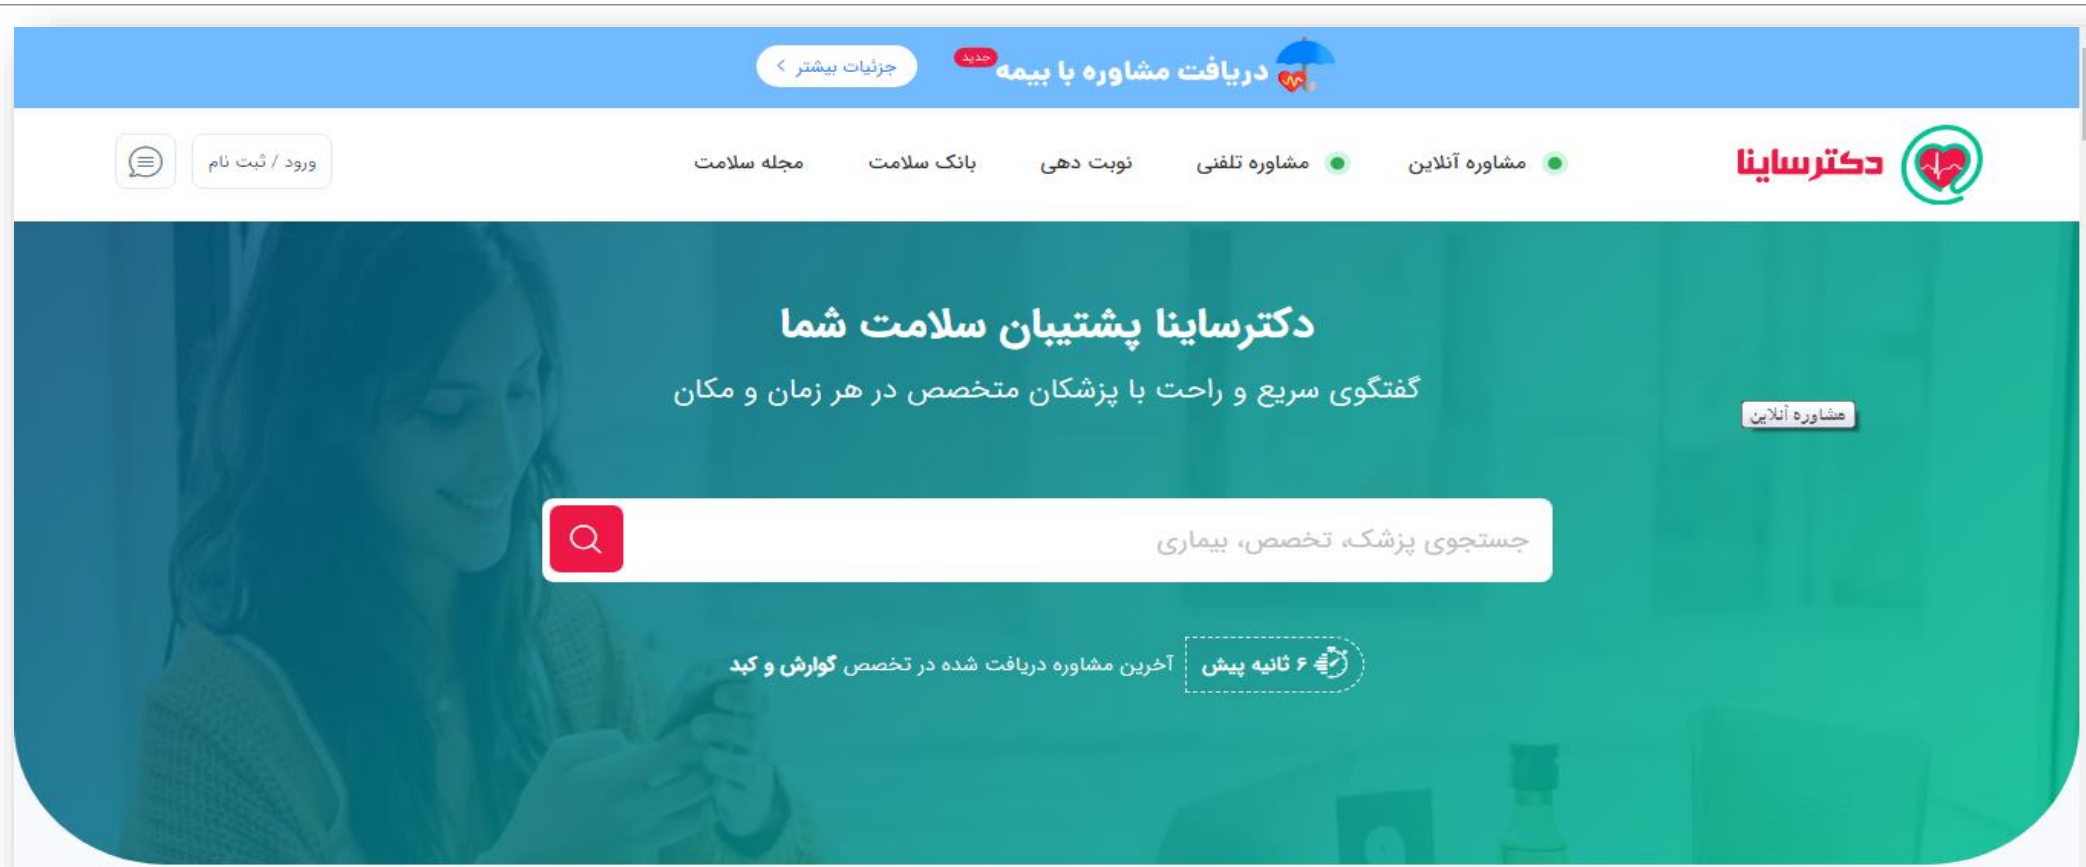 دریافت مشاوره با بیمه جدید جزئیات بیشتر
دکترساینا مشاوره آنلاین مشاوره تلفنی نوبت دهی بانک سلامت مجله سلامت ورود / ثبت نام
دکترساینا پشتیبان سلامت شما
گفتگوی سریع و راحت با پزشکان متخصص در هر زمان و مکان
مشاوره آنلاین
جستجوی پزشک، تخصص، بیماری
۶ ثانیه پیش آخرین مشاوره دریافت شده در تخصص گوارش و کبد